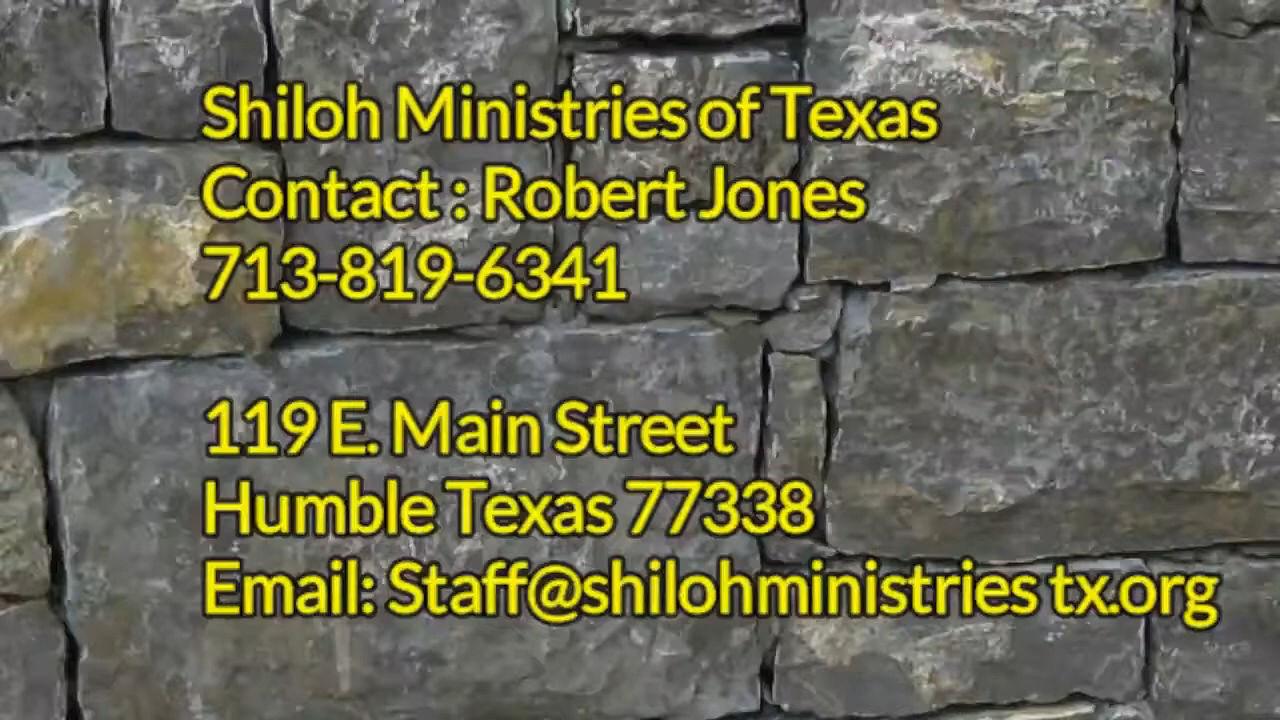 Shiloh Ministries of Texas
Contact : Robert Jones
713-819-6341
119 E. Main Street
Humble Texas 77338
Email: Staff@shilohministries tx.org